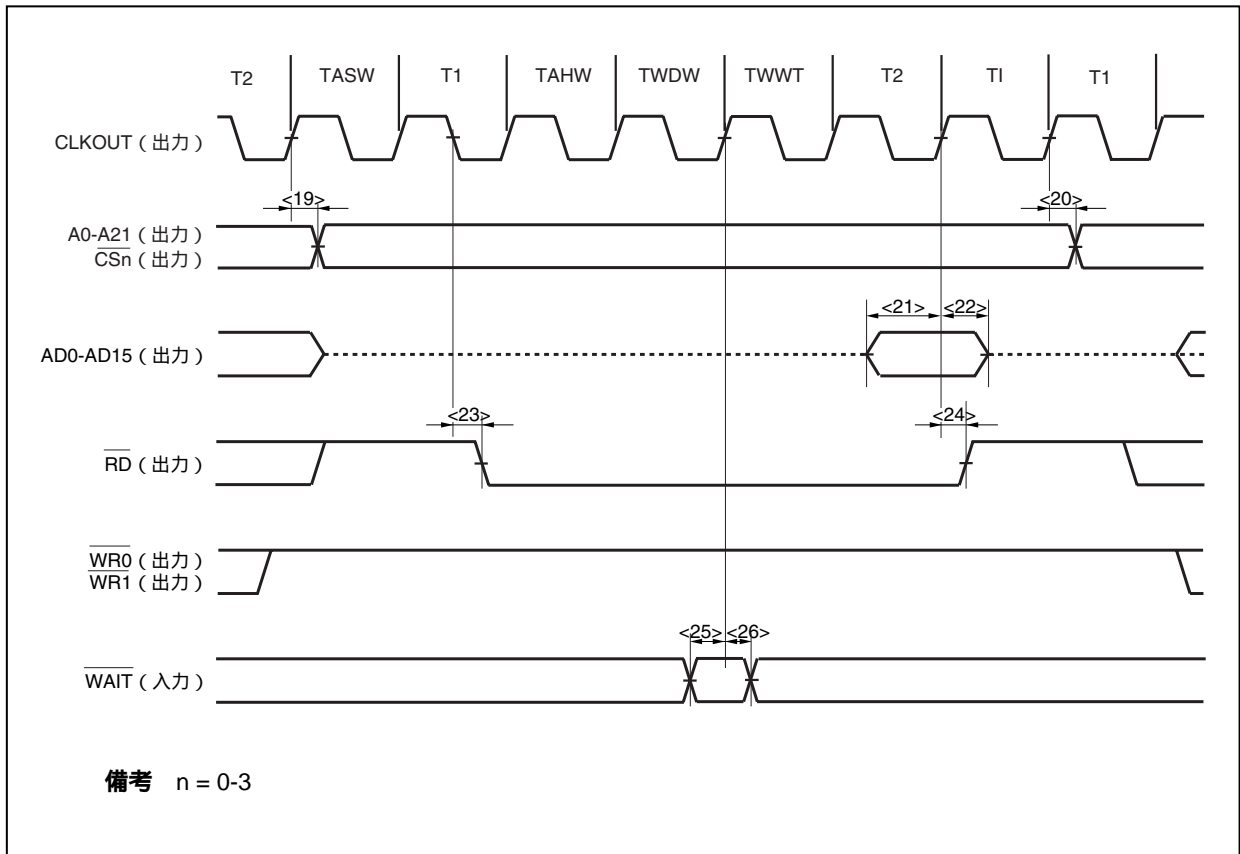 T2 TASW T1 TAHW TWDW TWWT T2 TI T1
CLKOUT（出力）
<19> <20>
A0-A21（出力）
CSn（出力）
<21> <22>
AD0-AD15（出力）
<23> <24>
RD（出力）
WR0（出力）
WR1（出力）
<25> <26>
WAIT（入力）
備考 n = 0-3